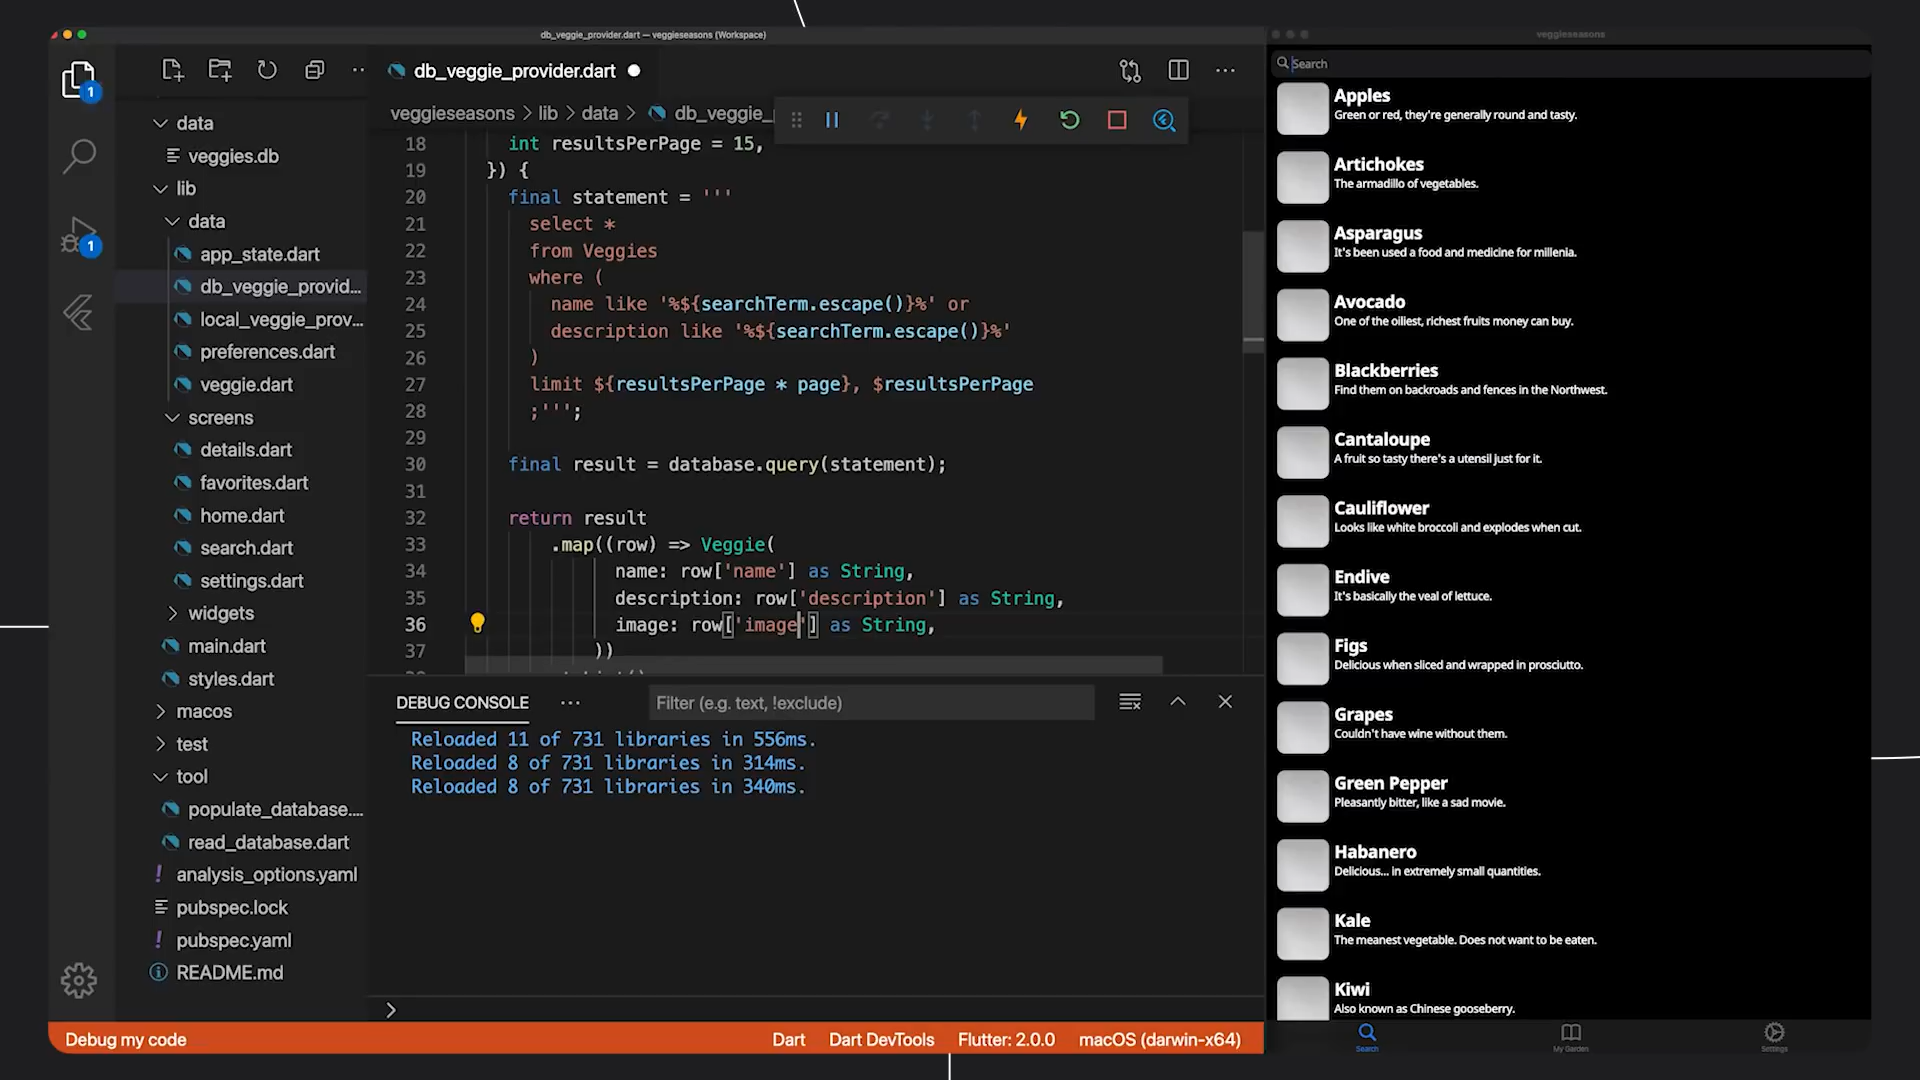 db_veggie_provider.dart — veggieseasons (Workspace)
1
1
data
veggies.db
lib
data
app_state.dart
db_veggie_provid...
local_veggie_prov...
preferences.dart
veggie.dart
screens
details.dart
favorites.dart
home.dart
search.dart
settings.dart
widgets
main.dart
styles.dart
macos
test
tool
populate_database....
read_database.dart
analysis_options.yaml
pubspec.lock
pubspec.yaml
README.md
db_veggie_provider.dart
veggieseasons > lib > data > db_veggie_
18 int resultsPerPage = 15,
19 }) {
20 final statement = '''
21 select *
22 from Veggies
23 where (
24 name like '%${searchTerm.escape()}%' or
25 description like '%${searchTerm.escape()}%'
26 )
27 limit ${resultsPerPage * page}, $resultsPerPage
28 ;''';
29
30 final result = database.query(statement);
31
32 return result
33 .map((row) => Veggie(
34 name: row['name'] as String,
35 description: row['description'] as String,
36 image: row['image'] as String,
37 ))
DEBUG CONSOLE
Filter (e.g. text, !exclude)
Reloaded 11 of 731 libraries in 556ms.
Reloaded 8 of 731 libraries in 314ms.
Reloaded 8 of 731 libraries in 340ms.
Debug my code
Dart
Dart DevTools
Flutter: 2.0.0
macOS (darwin-x64)
veggieseasons
Search
Apples
Green or red, they're generally round and tasty.
Artichokes
The armadillo of vegetables.
Asparagus
It's been used a food and medicine for millenia.
Avocado
One of the oiliest, richest fruits money can buy.
Blackberries
Find them on backroads and fences in the Northwest.
Cantaloupe
A fruit so tasty there's a utensil just for it.
Cauliflower
Looks like white broccoli and explodes when cut.
Endive
It's basically the veal of lettuce.
Figs
Delicious when sliced and wrapped in prosciutto.
Grapes
Couldn't have wine without them.
Green Pepper
Pleasantly bitter, like a sad movie.
Habanero
Delicious... in extremely small quantities.
Kale
The meanest vegetable. Does not want to be eaten.
Kiwi
Also known as Chinese gooseberry.
Search
My Garden
Settings